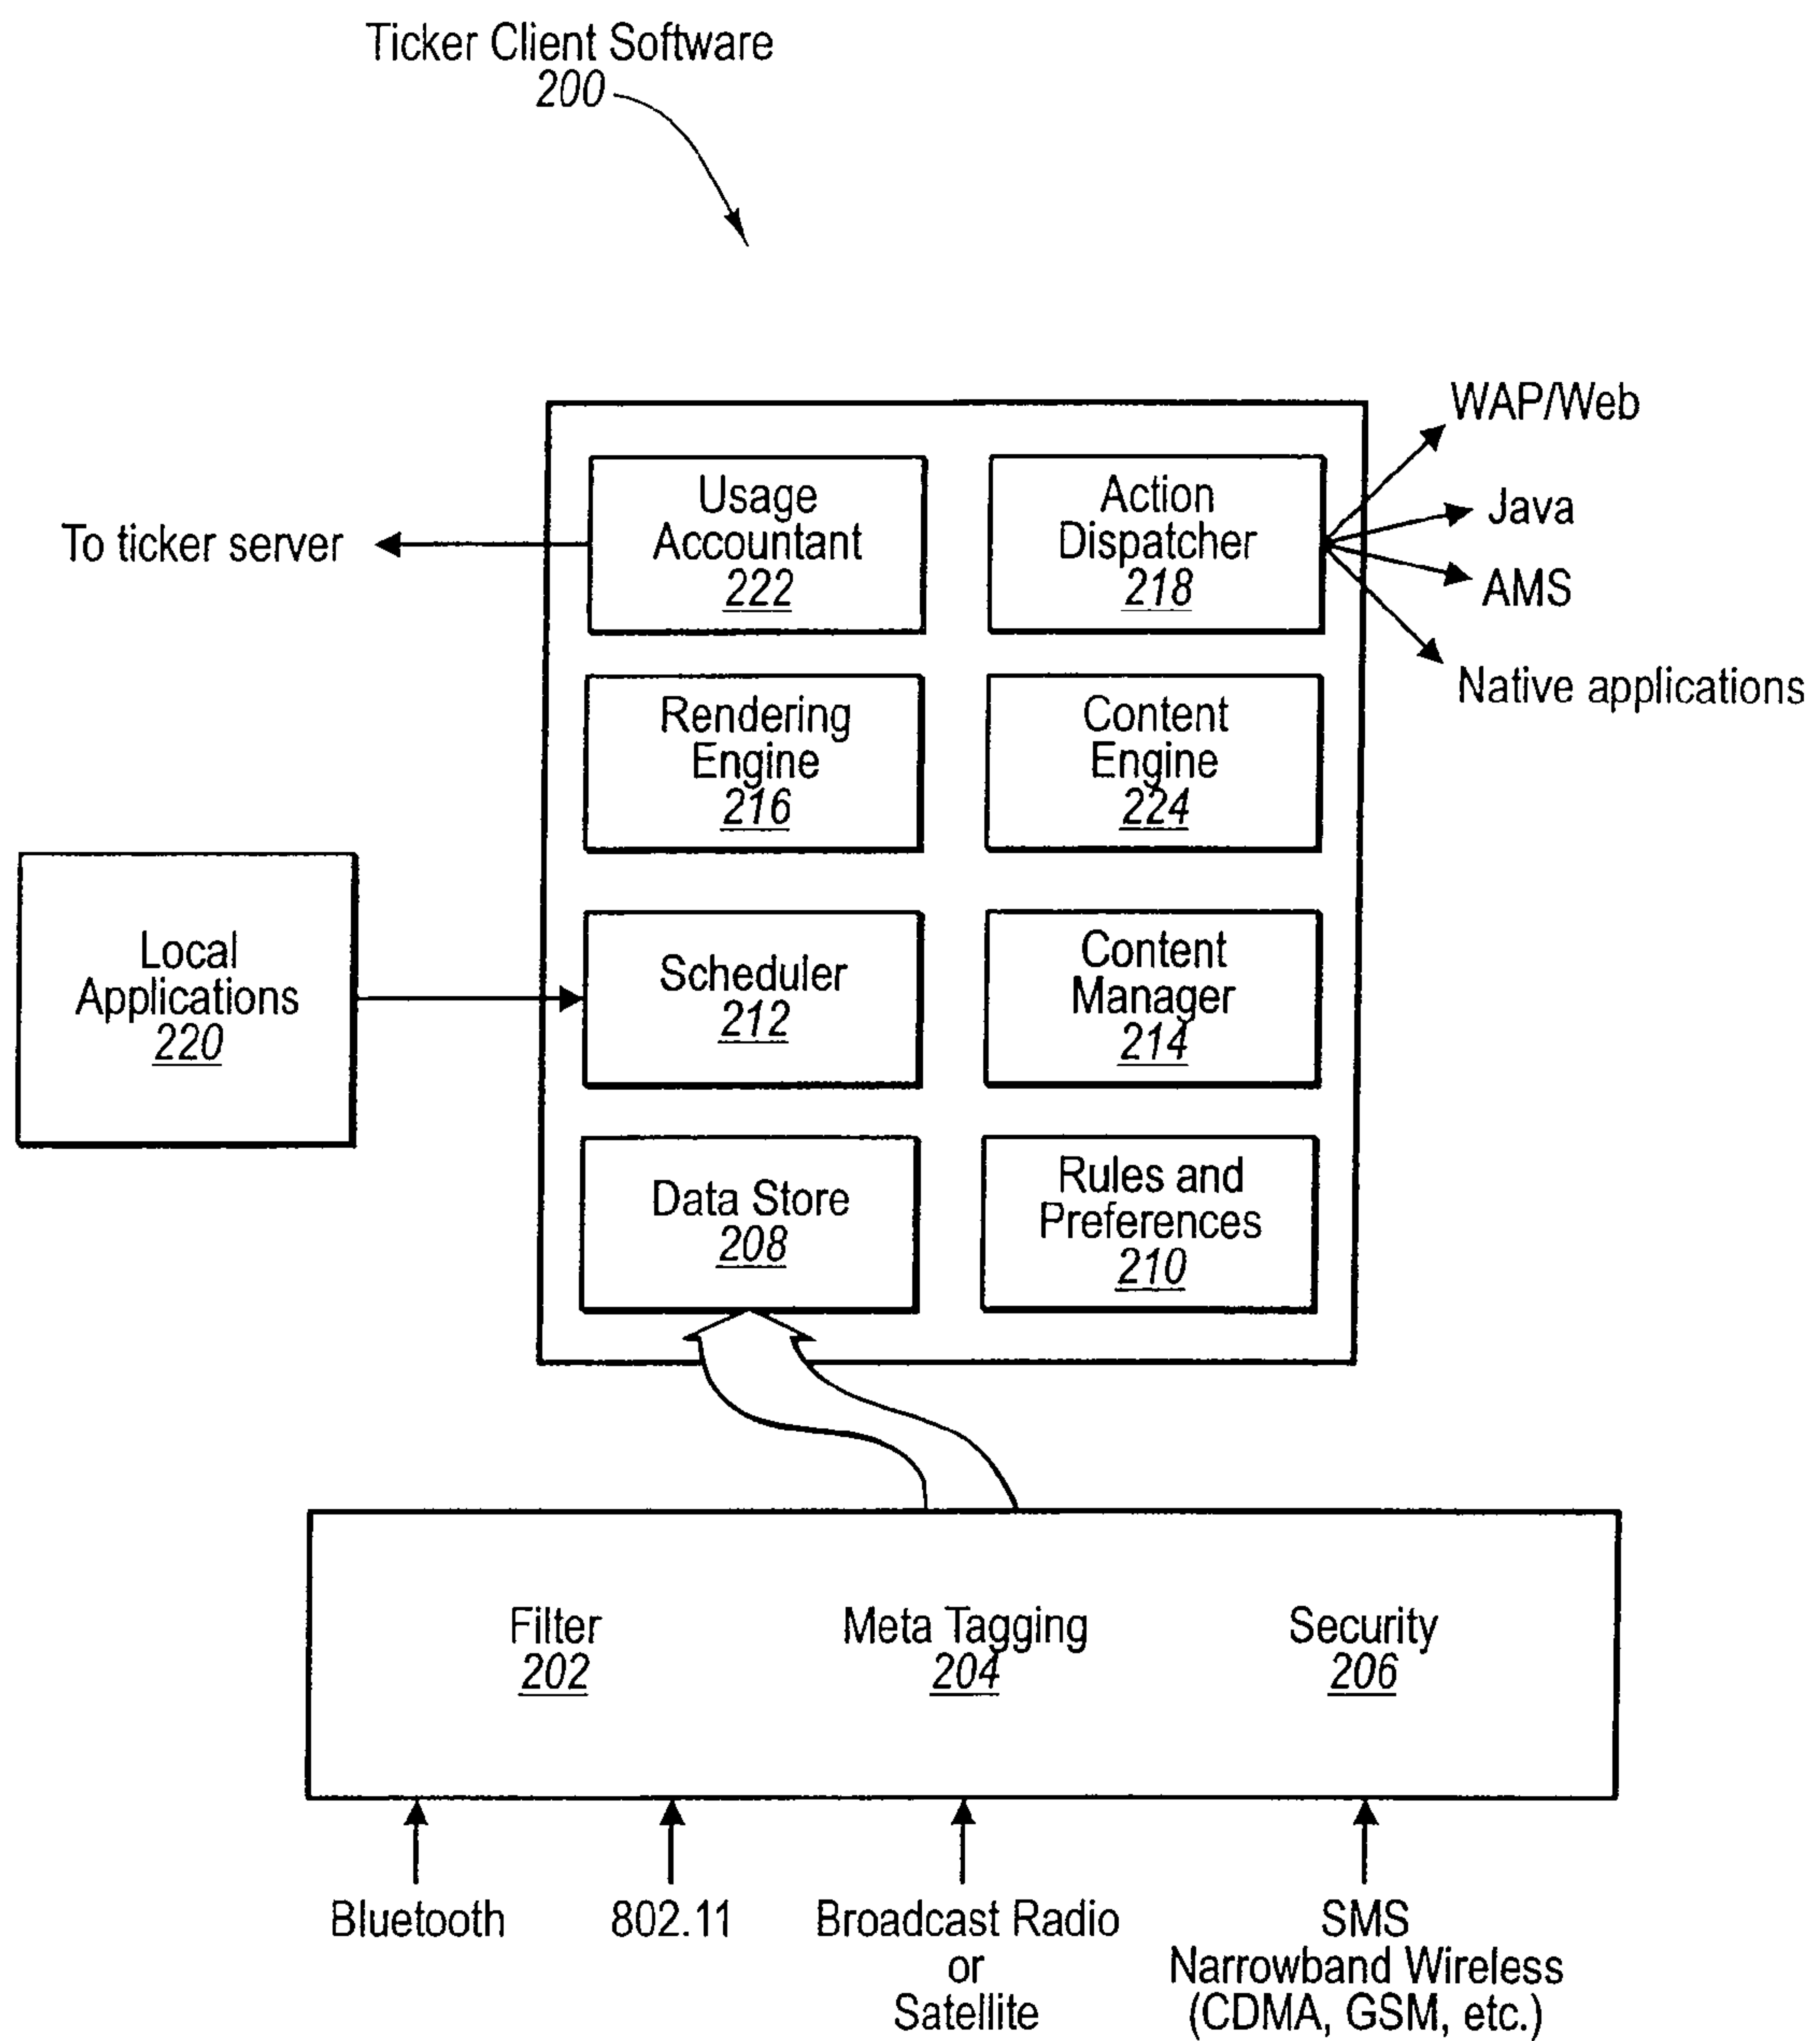 Ticker Client Software
200
WAP/Web
Java
AMS
Native applications
To ticker server
Usage
Accountant
222
Action
Dispatcher
218
Rendering
Engine
216
Content
Engine
224
Local
Applications
220
Scheduler
212
Content
Manager
214
Data Store
208
Rules and
Preferences
210
Filter
202
Meta Tagging
204
Security
206
Bluetooth
802.11
Broadcast Radio
or
Satellite
SMS
Narrowband Wireless
(CDMA, GSM, etc.)